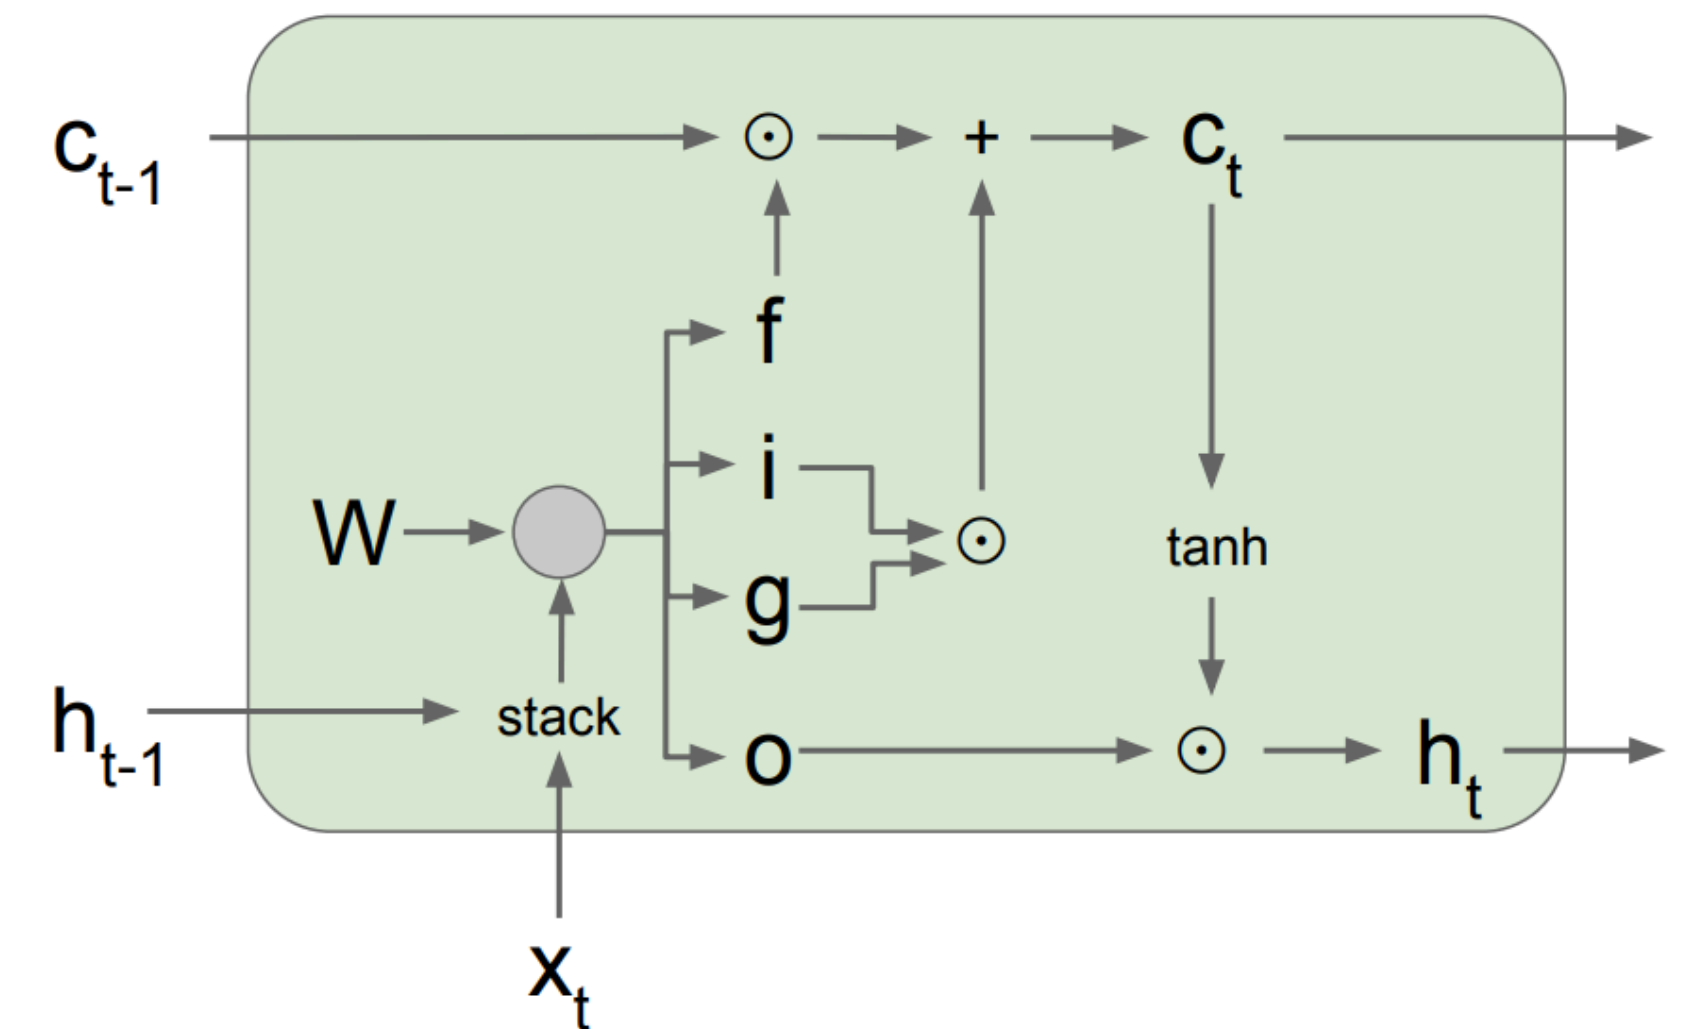 c_{t-1} ⊙ + c_t
f
i
W ⊙ tanh
g
h_{t-1} stack
o ⊙ h_t
x_t